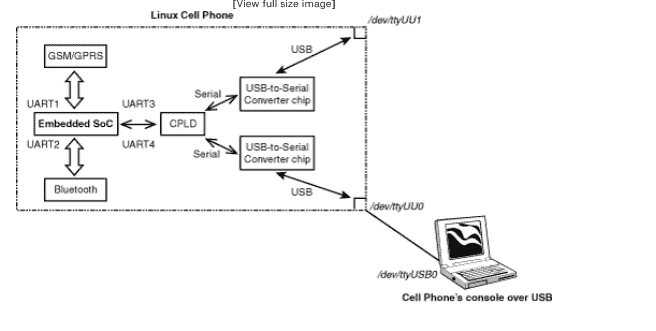 [View full size image]
Linux Cell Phone
/dev/ttyUU1
USB
GSM/GPRS
USB-to-Serial
Converter chip
Serial
UART1
UART3
Embedded SoC
CPLD
UART2
UART4
Serial
USB-to-Serial
Converter chip
Bluetooth
USB
/dev/ttyUU0
/dev/ttyUSB0
Cell Phone's console over USB